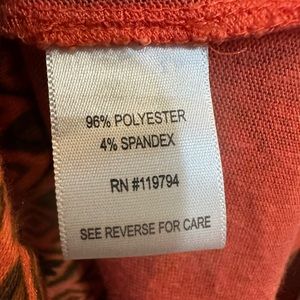 96% POLYESTER
4% SPANDEX
RN #119794
SEE REVERSE FOR CARE